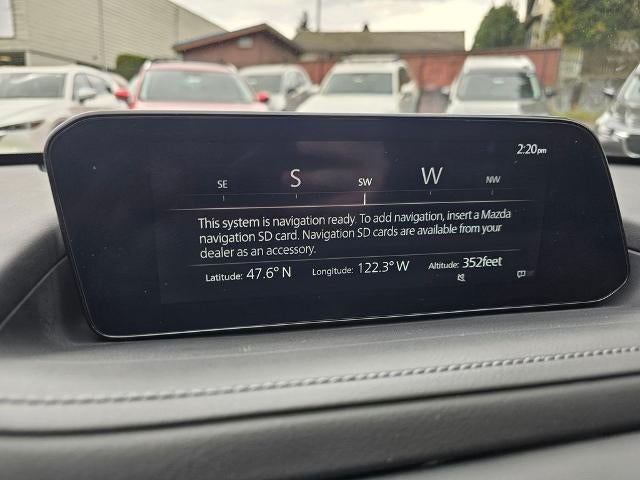 2:20pm
SE S SW W NW
This system is navigation ready. To add navigation, insert a Mazda
navigation SD card. Navigation SD cards are available from your
dealer as an accessory.
Latitude: 47.6° N Longitude: 122.3° W Altitude: 352feet